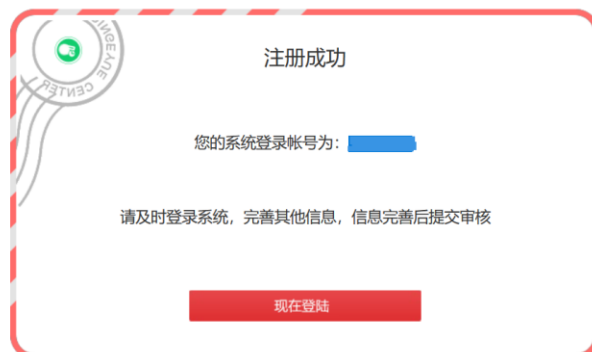 注册成功
您的系统登录帐号为：
请及时登录系统，完善其他信息，信息完善后提交审核
现在登陆